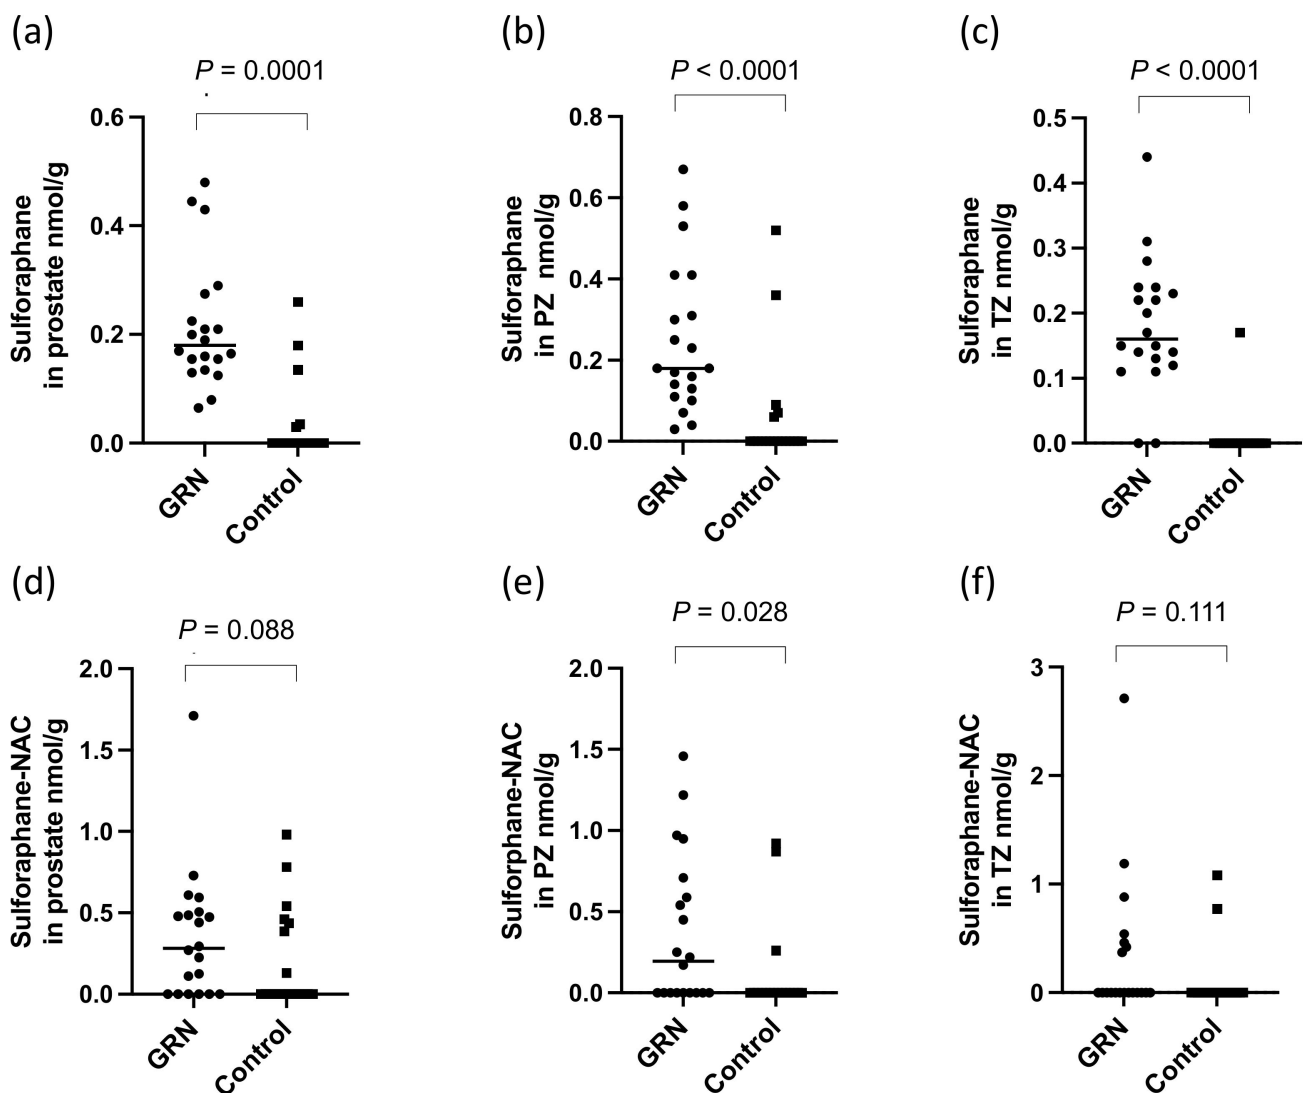 (a)
P = 0.0001
Sulforaphane
in prostate nmol/g
0.6
0.4
0.2
0.0
GRN
Control
(b)
P < 0.0001
Sulforaphane
in PZ nmol/g
0.8
0.6
0.4
0.2
0.0
GRN
Control
(c)
P < 0.0001
Sulforaphane
in TZ nmol/g
0.5
0.4
0.3
0.2
0.1
0.0
GRN
Control
(d)
P = 0.088
Sulforaphane-NAC
in prostate nmol/g
2.0
1.5
1.0
0.5
0.0
GRN
Control
(e)
P = 0.028
Sulforphane-NAC
in PZ nmol/g
2.0
1.5
1.0
0.5
0.0
GRN
Control
(f)
P = 0.111
Sulforaphane-NAC
in TZ nmol/g
3
2
1
0
GRN
Control